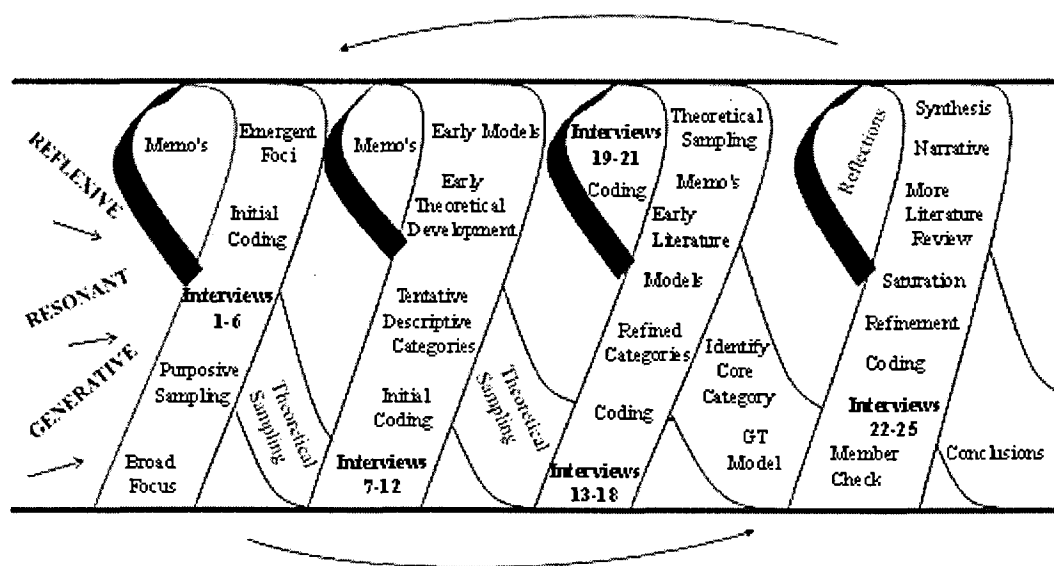 REFLEXIVE
RESONANT
GENERATIVE
Memo's
Emergent
Foci
Initial
Coding
Interviews
1-6
Purposive
Sampling
Broad
Focus
Theoretical
Sampling
Memo's
Early Models
Early
Theoretical
Development
Tentative
Descriptive
Categories
Initial
Coding
Interviews
7-12
Theoretical
Sampling
Interviews
19-21
Coding
Theoretical
Sampling
Memo's
Early
Literature
Models
Refined
Categories
Coding
Interviews
13-18
Identify
Core
Category
GT
Model
Reflections
Synthesis
Narrative
More
Literature
Review
Saturation
Refinement
Coding
Interviews
22-25
Member
Check
Conclusions